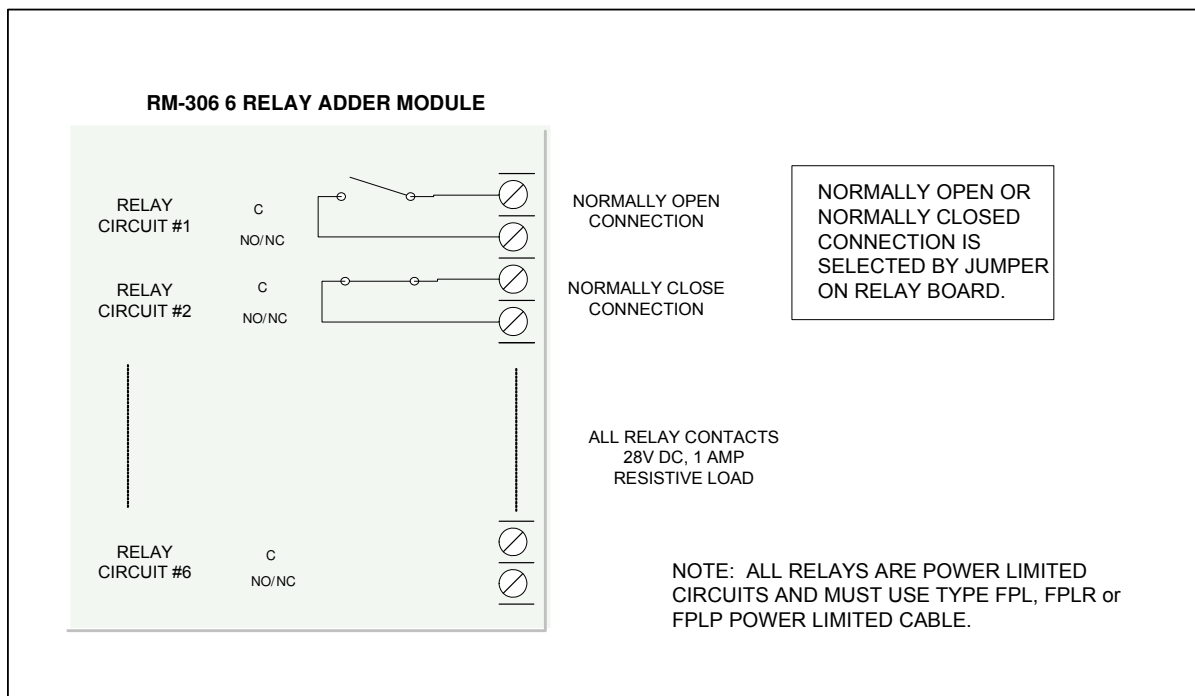 RM-306 6 RELAY ADDER MODULE
RELAY
CIRCUIT #1
C
NO/NC
NORMALLY OPEN
CONNECTION
RELAY
CIRCUIT #2
C
NO/NC
NORMALLY CLOSE
CONNECTION
NORMALLY OPEN OR
NORMALLY CLOSED
CONNECTION IS
SELECTED BY JUMPER
ON RELAY BOARD.
ALL RELAY CONTACTS
28V DC, 1 AMP
RESISTIVE LOAD
RELAY
CIRCUIT #6
C
NO/NC
NOTE: ALL RELAYS ARE POWER LIMITED
CIRCUITS AND MUST USE TYPE FPL, FPLR or
FPLP POWER LIMITED CABLE.